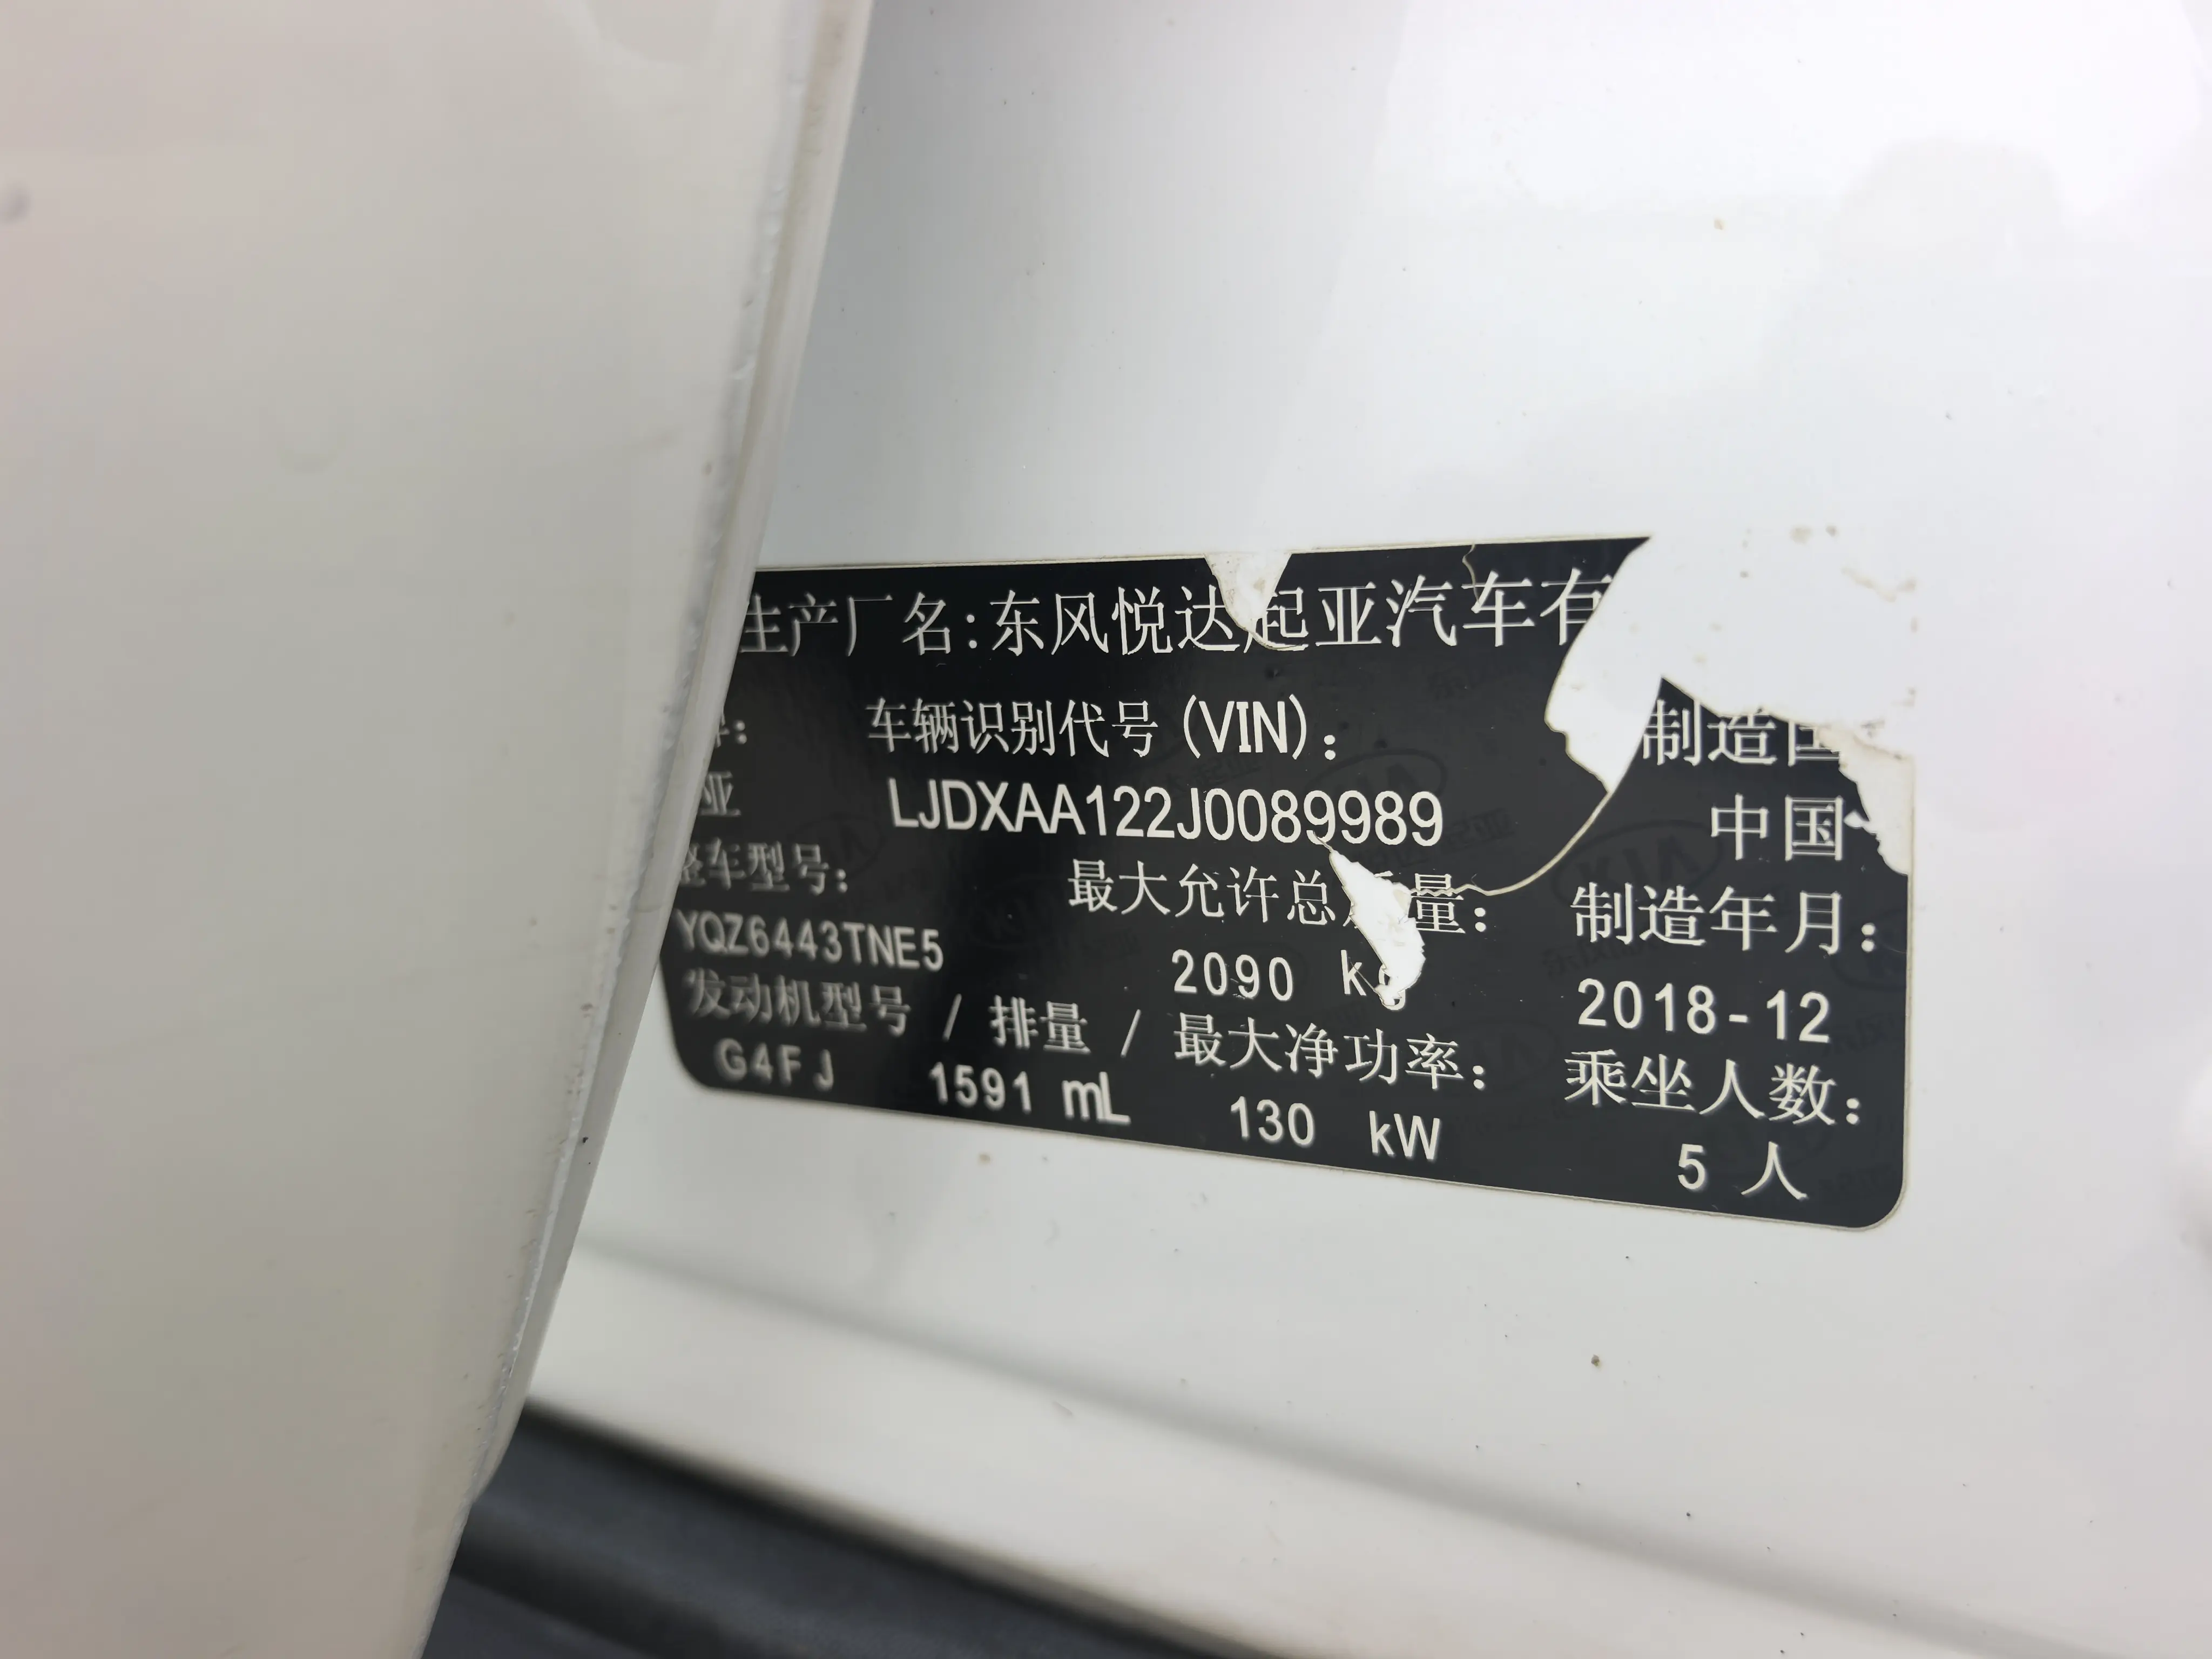 生产厂名:东风悦达起亚汽车有
车辆识别代号(VIN): 制造国
亚 LJDXAA122J0089989 中国
整车型号: 最大允许总质量: 制造年月:
YQZ6443TNE5 2090 kg 2018-12
发动机型号 / 排量 / 最大净功率: 乘坐人数:
G4FJ 1591 mL 130 kW 5 人